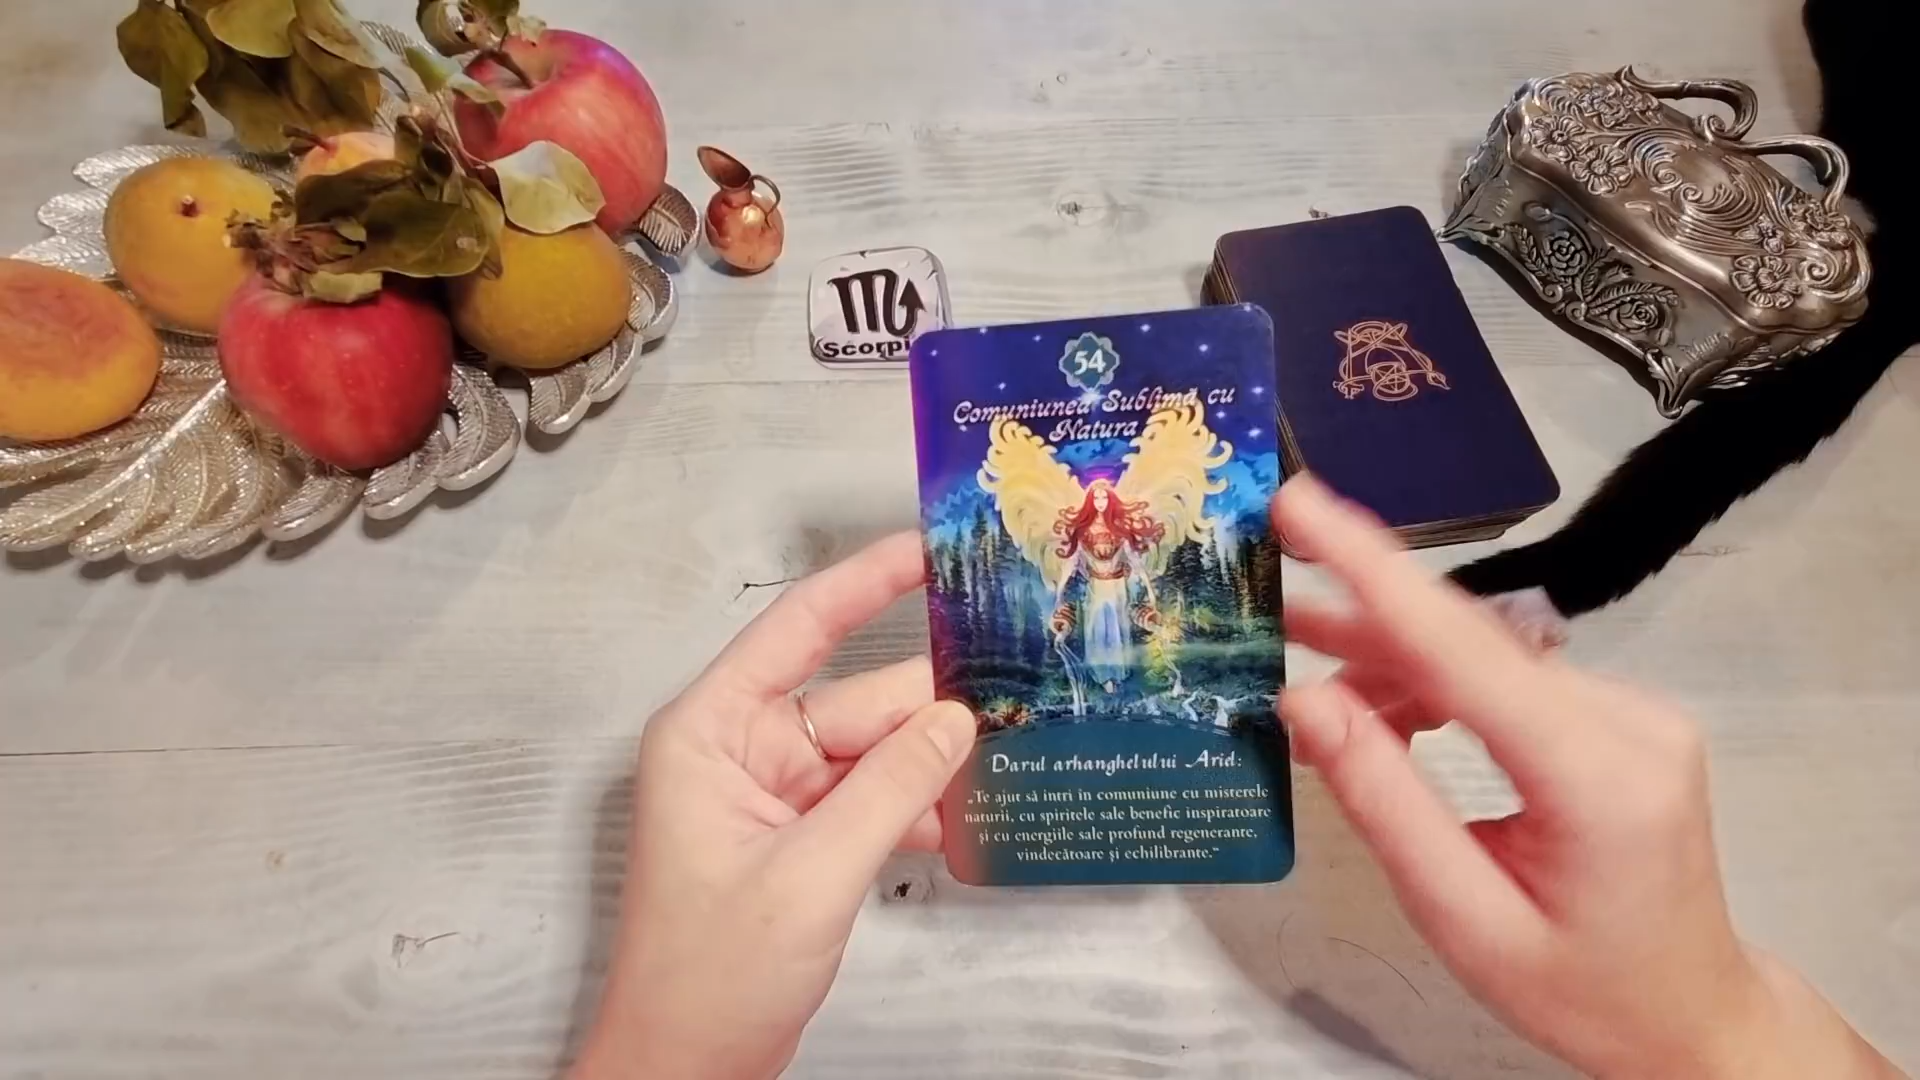 Scorpi
54
Comuniunea Sublimă cu
Natura
Darul arhanghelului Ariel:
„Te ajut să intri în comuniune cu misterele
naturii, cu spiritele sale benefic inspiratoare
și cu energiile sale profund regenerante,
vindecătoare și echilibrante.“